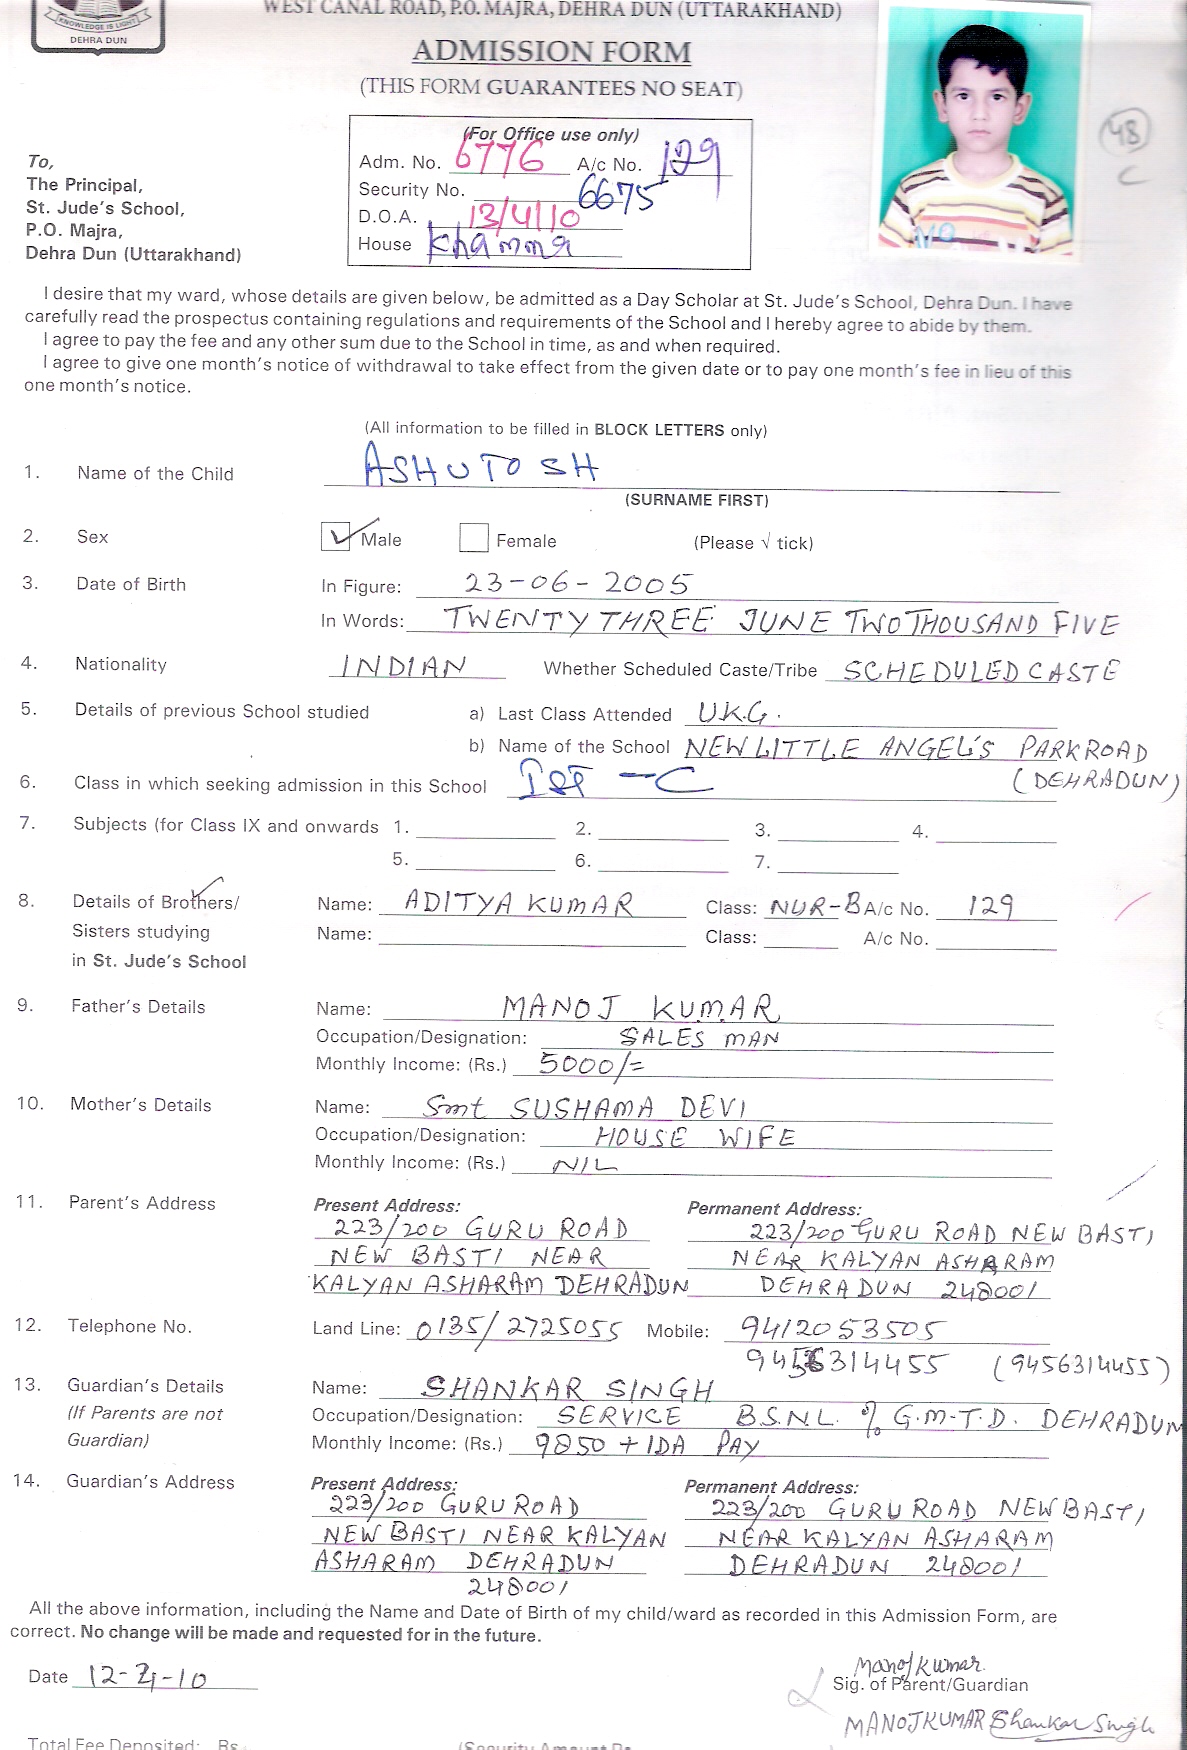 KNOWLEDGE IS LIGHT
DEHRA DUN
WEST CANAL ROAD, P.O. MAJRA, DEHRA DUN (UTTARAKHAND)
ADMISSION FORM
(THIS FORM GUARANTEES NO SEAT)
48
C
(For Office use only)
Adm. No. 6776 A/c No. 129
Security No. 6675
D.O.A. 13/4/10
House Khamma
To,
The Principal,
St. Jude's School,
P.O. Majra,
Dehra Dun (Uttarakhand)
I desire that my ward, whose details are given below, be admitted as a Day Scholar at St. Jude's School, Dehra Dun. I have
carefully read the prospectus containing regulations and requirements of the School and I hereby agree to abide by them.
I agree to pay the fee and any other sum due to the School in time, as and when required.
I agree to give one month's notice of withdrawal to take effect from the given date or to pay one month's fee in lieu of this
one month's notice.
(All information to be filled in BLOCK LETTERS only)
1. Name of the Child ASHUTOSH
(SURNAME FIRST)
2. Sex Male Female (Please √ tick)
3. Date of Birth In Figure: 23-06-2005
In Words: TWENTY THREE JUNE TWO THOUSAND FIVE
4. Nationality INDIAN Whether Scheduled Caste/Tribe SCHEDULED CASTE
5. Details of previous School studied a) Last Class Attended U.K.G.
b) Name of the School NEW LITTLE ANGEL'S PARK ROAD
(DEHRADUN)
6. Class in which seeking admission in this School Ist - C
7. Subjects (for Class IX and onwards 1. 2. 3. 4.
5. 6. 7.
8. Details of Brothers/ Name: ADITYA KUMAR Class: NUR-B A/c No. 129
Sisters studying Name: Class: A/c No.
in St. Jude's School
9. Father's Details Name: MANOJ KUMAR
Occupation/Designation: SALES MAN
Monthly Income: (Rs.) 5000/=
10. Mother's Details Name: Smt SUSHAMA DEVI
Occupation/Designation: HOUSE WIFE
Monthly Income: (Rs.) NIL
11. Parent's Address Present Address: Permanent Address:
223/200 GURU ROAD 223/200 GURU ROAD NEW BASTI
NEW BASTI NEAR NEAR KALYAN ASHARAM
KALYAN ASHARAM DEHRADUN DEHRADUN 248001
12. Telephone No. Land Line: 0135/2725055 Mobile: 9412053505
9456314455 (9456314455)
13. Guardian's Details Name: SHANKAR SINGH
(If Parents are not Occupation/Designation: SERVICE B.S.N.L. % G.M.T.D. DEHRADUN
Guardian) Monthly Income: (Rs.) 9850 + IDA PAY
14. Guardian's Address Present Address: Permanent Address:
223/200 GURU ROAD 223/200 GURU ROAD NEW BASTI
NEW BASTI NEAR KALYAN NEAR KALYAN ASHARAM
ASHARAM DEHRADUN DEHRADUN 248001
248001
All the above information, including the Name and Date of Birth of my child/ward as recorded in this Admission Form, are
correct. No change will be made and requested for in the future.
Date 12-4-10 Manoj Kumar.
Sig. of Parent/Guardian
MANOJ KUMAR Shankar Singh
Total Fee Deposited: Rs.